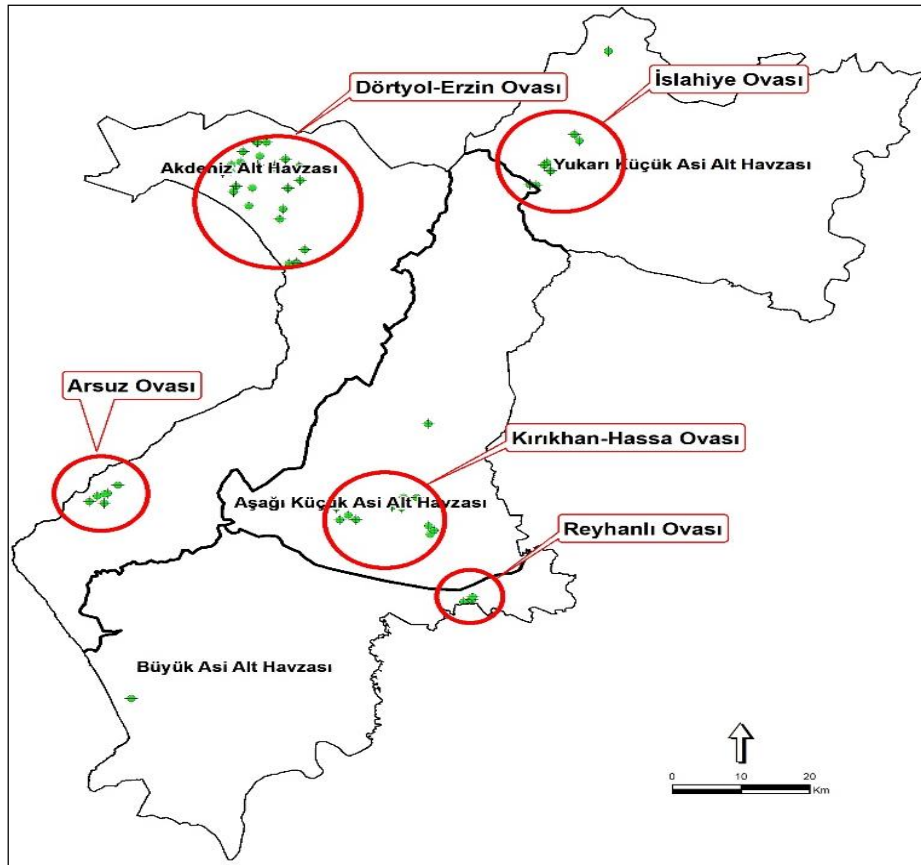 Dörtyol-Erzin Ovası
İslahiye Ovası
Akdeniz Alt Havzası
Yukarı Küçük Asi Alt Havzası
Arsuz Ovası
Kırıkhan-Hassa Ovası
Aşağı Küçük Asi Alt Havzası
Reyhanlı Ovası
Büyük Asi Alt Havzası
0 10 20
Km